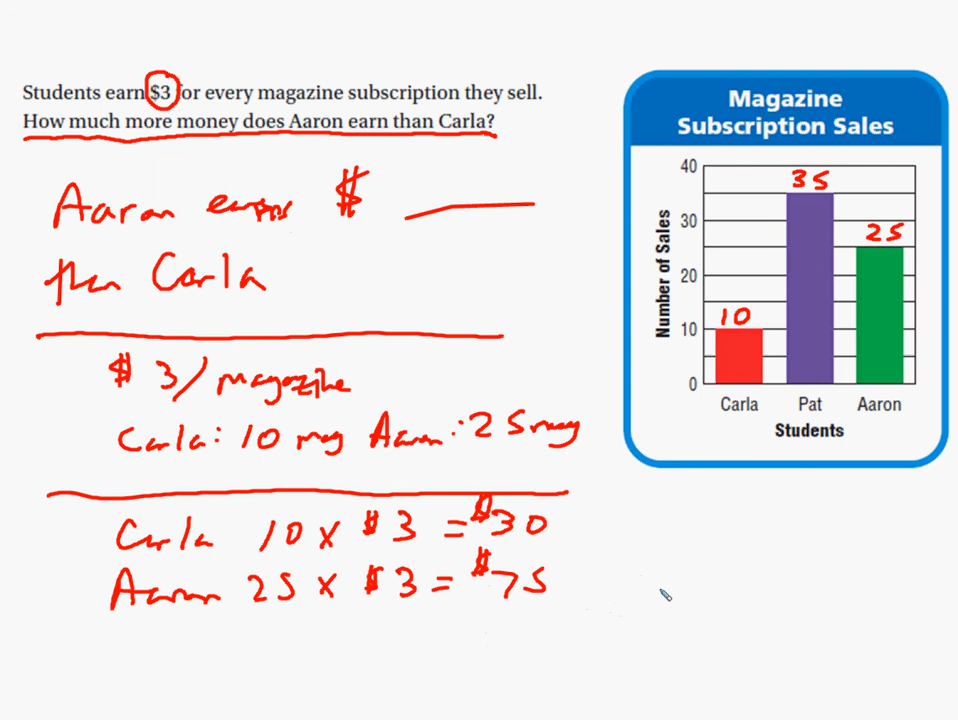 Students earn $3 for every magazine subscription they sell.
How much more money does Aaron earn than Carla?
Aaron earns $ ____
than Carla
$ 3/magazine
Carla: 10 mag Aaron: 25 mag
Carla 10 x $3 = $30
Aaron 25 x $3 = $75
Magazine
Subscription Sales
40
30
20
10
0
35
25
10
Number of Sales
Carla Pat Aaron
Students